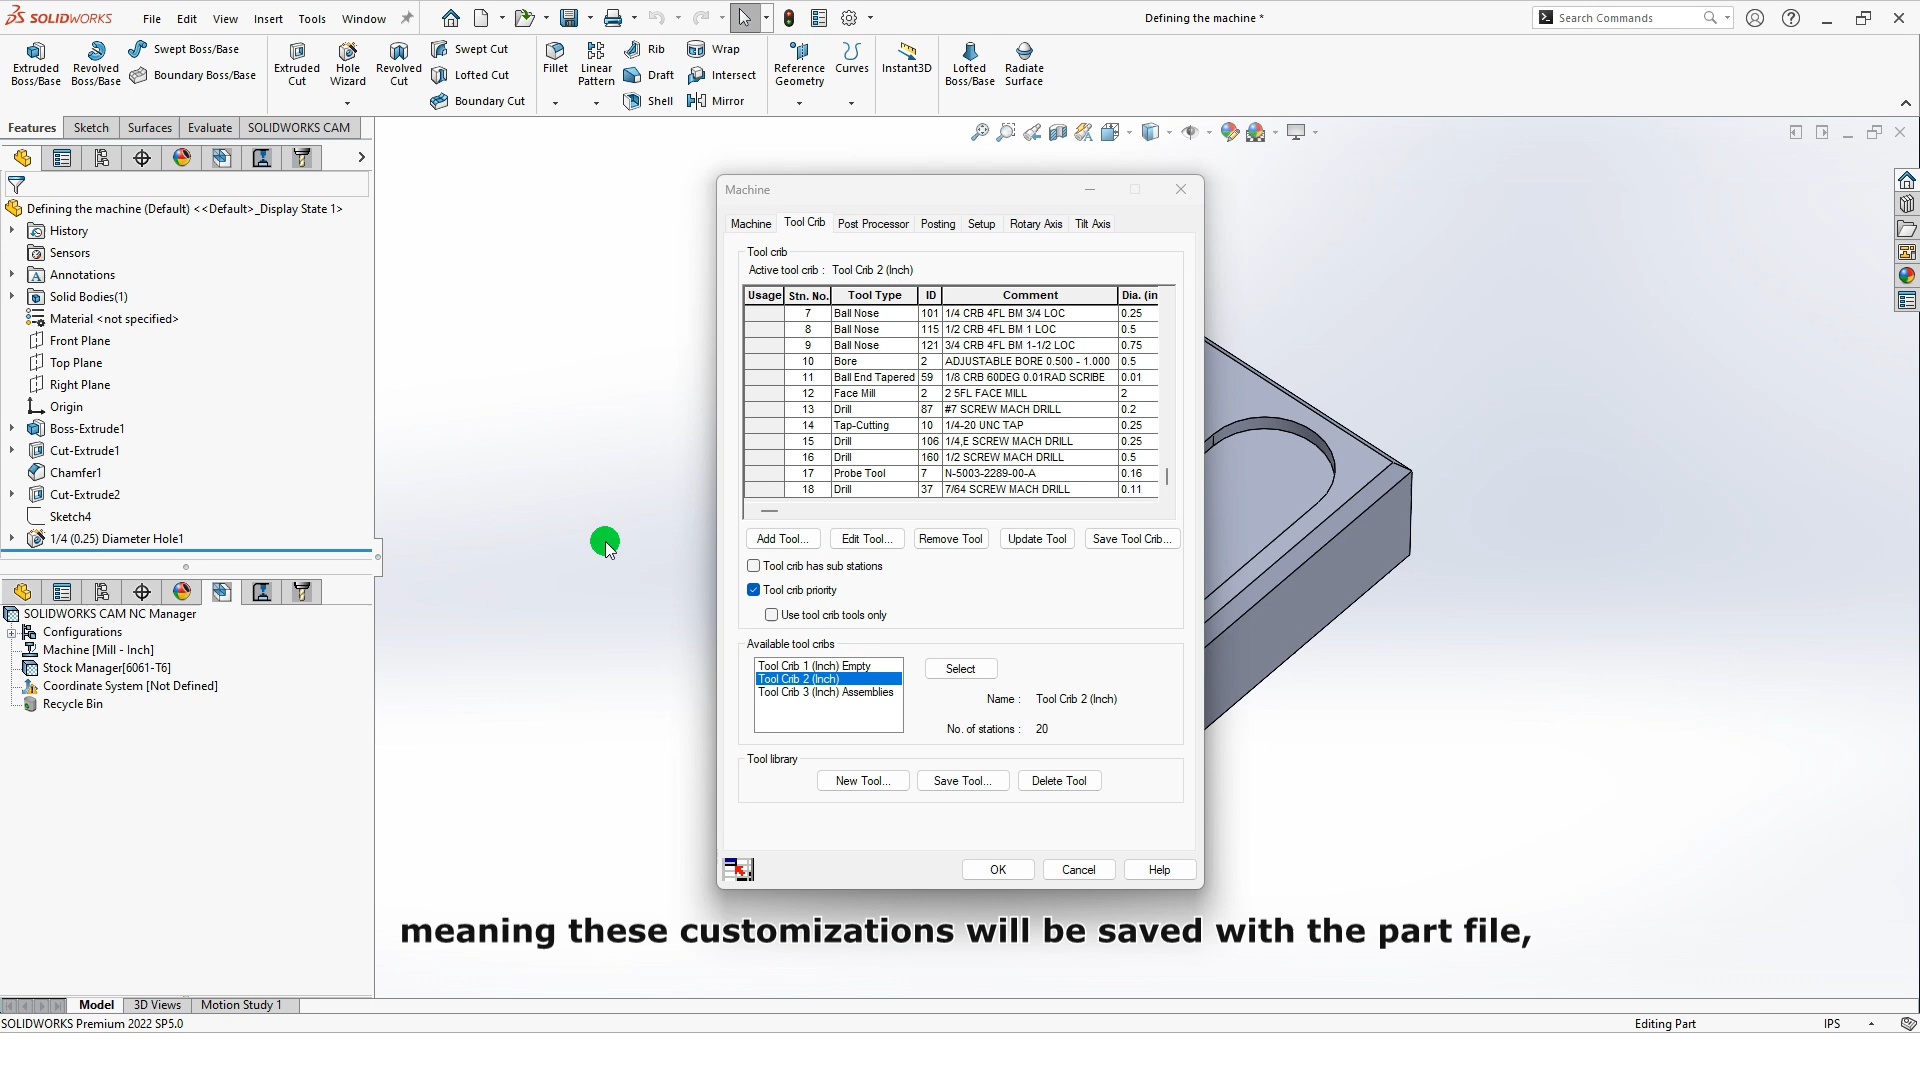 SOLIDWORKS File Edit View Insert Tools Window Defining the machine * Search Commands
Extruded Boss/Base
Revolved Boss/Base
Swept Boss/Base
Boundary Boss/Base
Extruded Cut
Hole Wizard
Revolved Cut
Swept Cut
Lofted Cut
Boundary Cut
Fillet
Linear Pattern
Rib
Draft
Shell
Wrap
Intersect
Mirror
Reference Geometry
Curves
Instant3D
Lofted Boss/Base
Radiate Surface
Features Sketch Surfaces Evaluate SOLIDWORKS CAM
Defining the machine (Default) <<Default>_Display State 1>
History
Sensors
Annotations
Solid Bodies(1)
Material <not specified>
Front Plane
Top Plane
Right Plane
Origin
Boss-Extrude1
Cut-Extrude1
Chamfer1
Cut-Extrude2
Sketch4
1/4 (0.25) Diameter Hole1
SOLIDWORKS CAM NC Manager
Configurations
Machine [Mill - Inch]
Stock Manager[6061-T6]
Coordinate System [Not Defined]
Recycle Bin
Machine
Machine Tool Crib Post Processor Posting Setup Rotary Axis Tilt Axis
Tool crib
Active tool crib : Tool Crib 2 (Inch)
Usage Stn. No. Tool Type ID Comment Dia. (in
7 Ball Nose 101 1/4 CRB 4FL BM 3/4 LOC 0.25
8 Ball Nose 115 1/2 CRB 4FL BM 1 LOC 0.5
9 Ball Nose 121 3/4 CRB 4FL BM 1-1/2 LOC 0.75
10 Bore 2 ADJUSTABLE BORE 0.500 - 1.000 0.5
11 Ball End Tapered 59 1/8 CRB 60DEG 0.01RAD SCRIBE 0.01
12 Face Mill 2 2 5FL FACE MILL 2
13 Drill 87 #7 SCREW MACH DRILL 0.2
14 Tap-Cutting 10 1/4-20 UNC TAP 0.25
15 Drill 106 1/4,E SCREW MACH DRILL 0.25
16 Drill 160 1/2 SCREW MACH DRILL 0.5
17 Probe Tool 7 N-5003-2289-00-A 0.16
18 Drill 37 7/64 SCREW MACH DRILL 0.11
Add Tool... Edit Tool... Remove Tool Update Tool Save Tool Crib...
Tool crib has sub stations
Tool crib priority
Use tool crib tools only
Available tool cribs
Tool Crib 1 (Inch) Empty
Tool Crib 2 (Inch)
Tool Crib 3 (Inch) Assemblies
Select
Name : Tool Crib 2 (Inch)
No. of stations : 20
Tool library
New Tool... Save Tool... Delete Tool
OK Cancel Help
meaning these customizations will be saved with the part file,
Model 3D Views Motion Study 1
SOLIDWORKS Premium 2022 SP5.0 Editing Part IPS